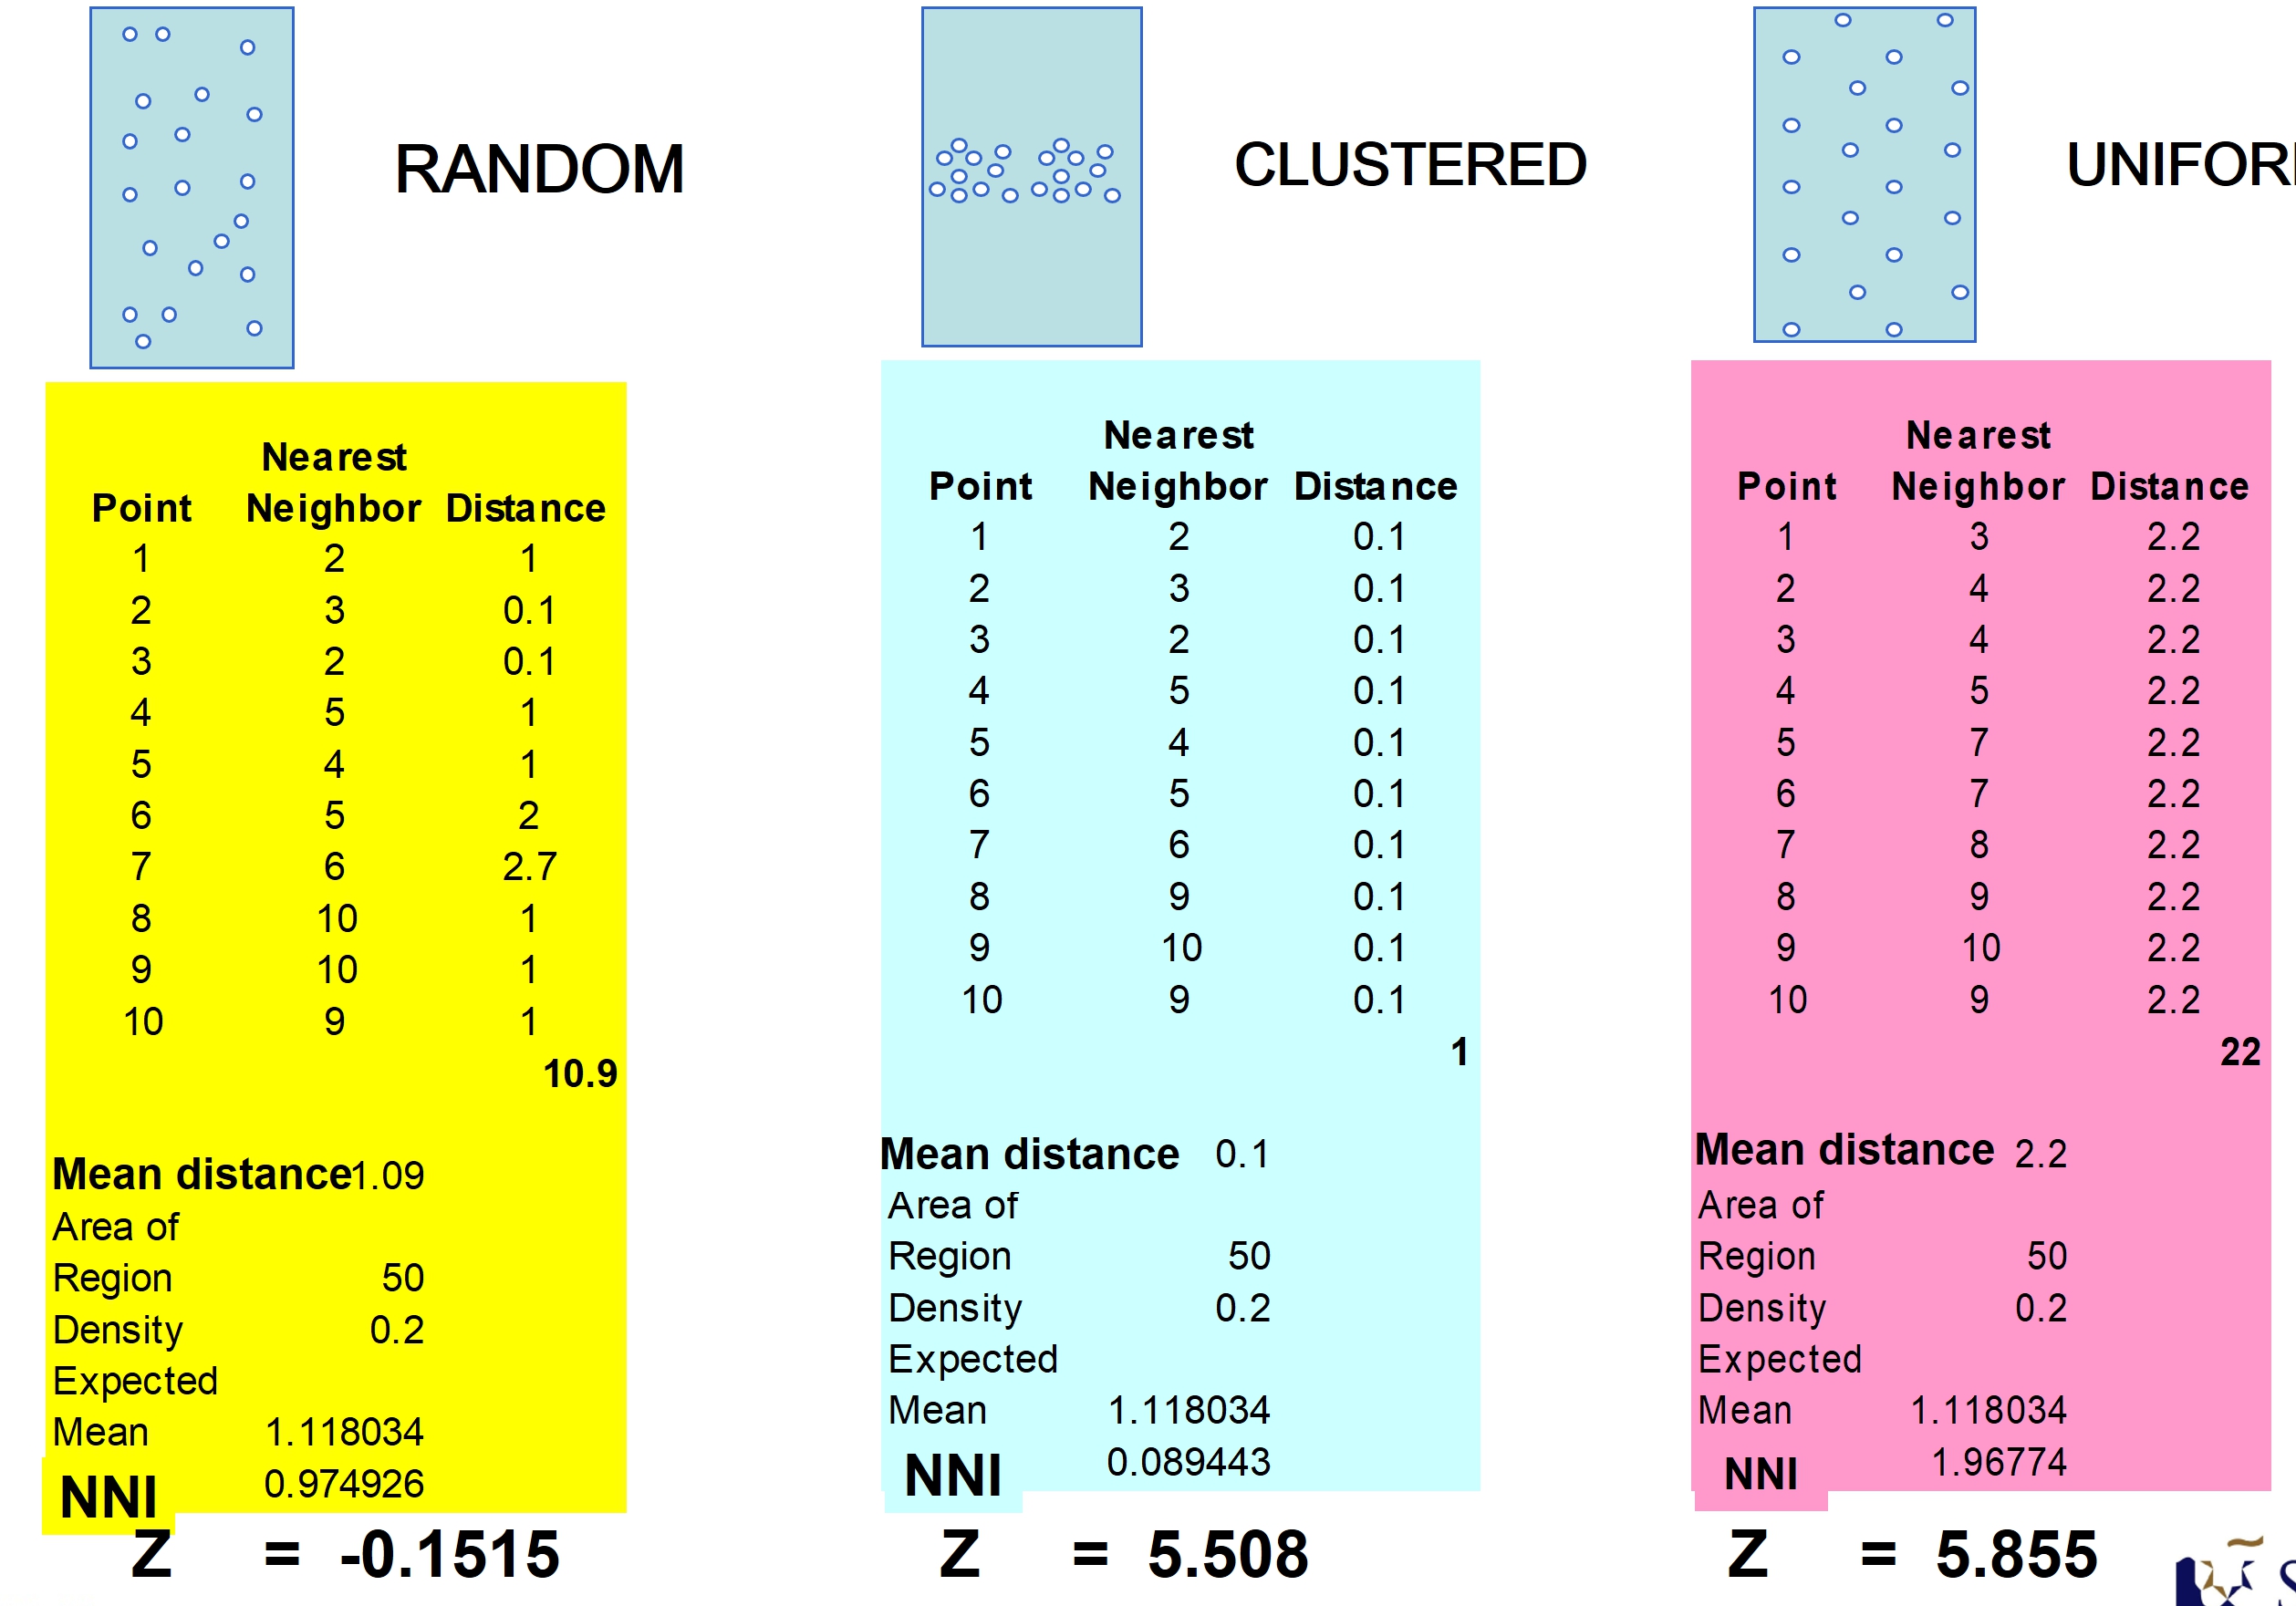 RANDOM
Nearest
Point Neighbor Distance
1 2 1
2 3 0.1
3 2 0.1
4 5 1
5 4 1
6 5 2
7 6 2.7
8 10 1
9 10 1
10 9 1
10.9
Mean distance 1.09
Area of
Region 50
Density 0.2
Expected
Mean 1.118034
NNI 0.974926
Z = -0.1515
CLUSTERED
Nearest
Point Neighbor Distance
1 2 0.1
2 3 0.1
3 2 0.1
4 5 0.1
5 4 0.1
6 5 0.1
7 6 0.1
8 9 0.1
9 10 0.1
10 9 0.1
1
Mean distance 0.1
Area of
Region 50
Density 0.2
Expected
Mean 1.118034
NNI 0.089443
Z = 5.508
UNIFOR
Nearest
Point Neighbor Distance
1 3 2.2
2 4 2.2
3 4 2.2
4 5 2.2
5 7 2.2
6 7 2.2
7 8 2.2
8 9 2.2
9 10 2.2
10 9 2.2
22
Mean distance 2.2
Area of
Region 50
Density 0.2
Expected
Mean 1.118034
NNI 1.96774
Z = 5.855